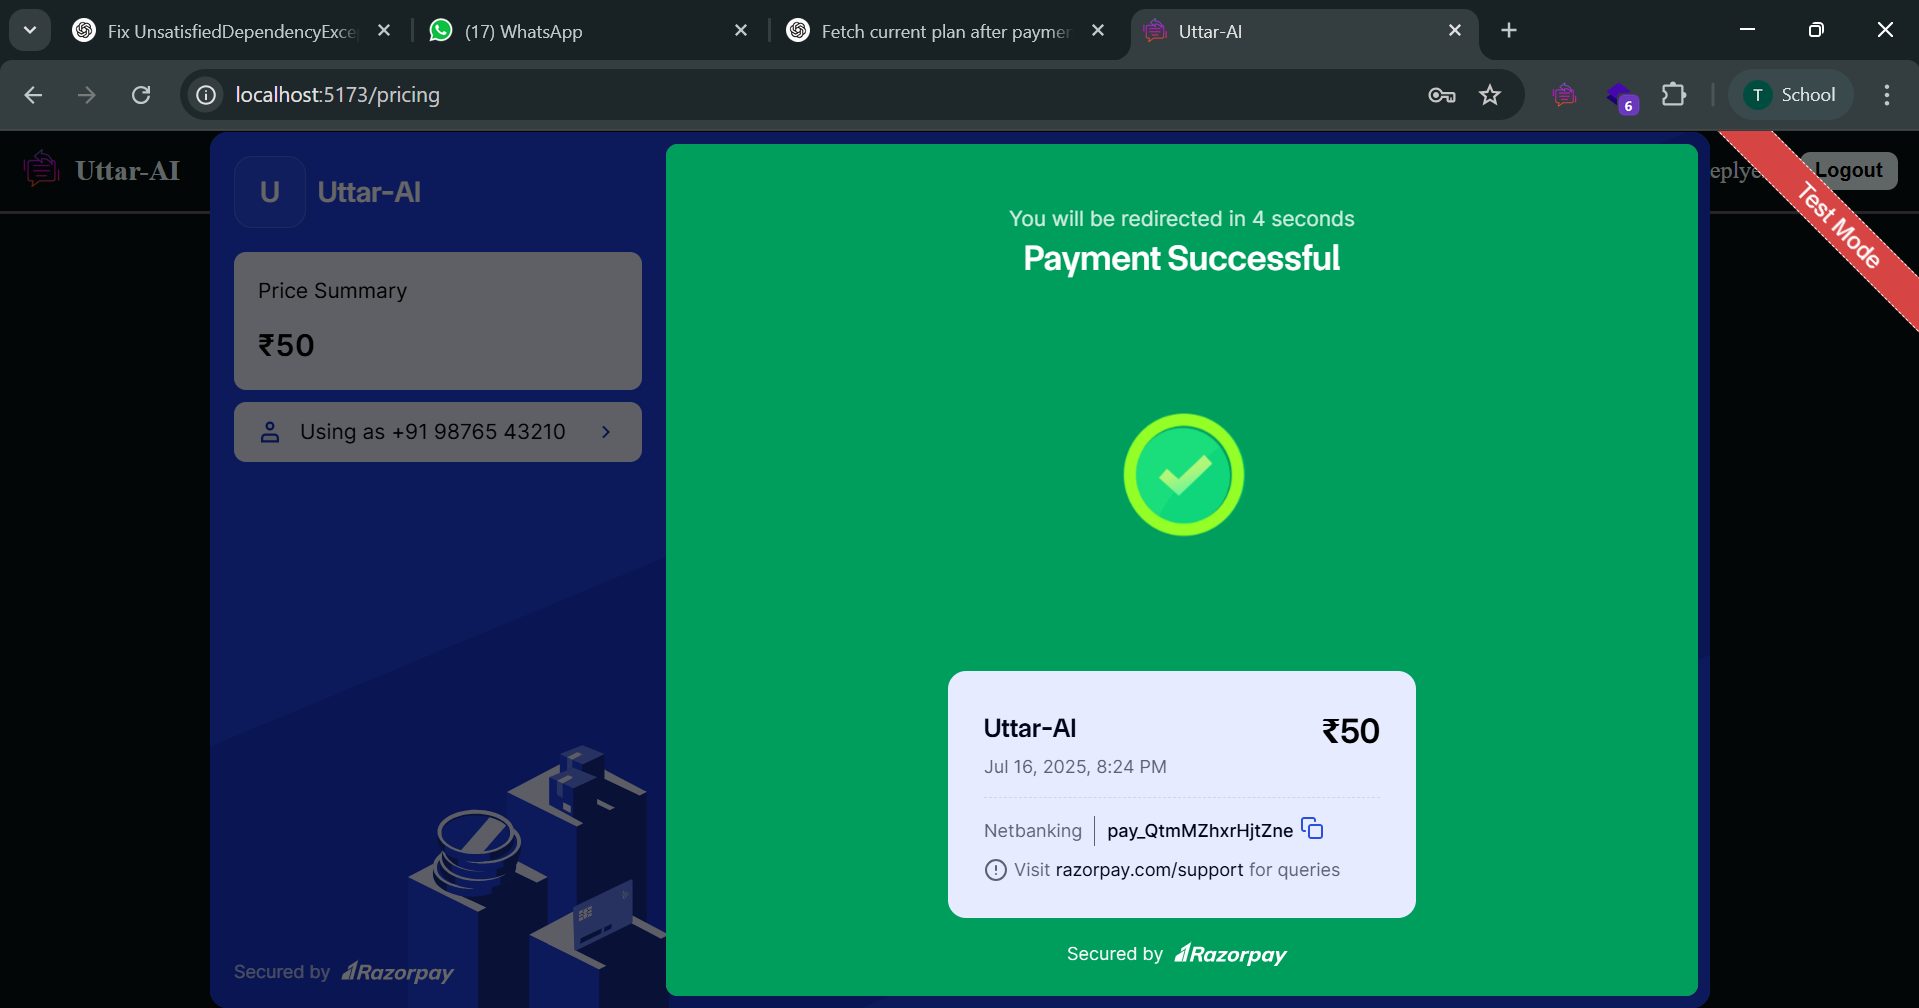 Fix UnsatisfiedDependencyExce
(17) WhatsApp
Fetch current plan after paymen
Uttar-AI
localhost:5173/pricing
6
T
School
Uttar-AI
eplye
Logout
Test Mode
U
Uttar-AI
Price Summary
₹50
Using as +91 98765 43210
Secured by Razorpay
You will be redirected in 4 seconds
Payment Successful
Uttar-AI
₹50
Jul 16, 2025, 8:24 PM
Netbanking
pay_QtmMZhxrHjtZne
Visit razorpay.com/support for queries
Secured by Razorpay